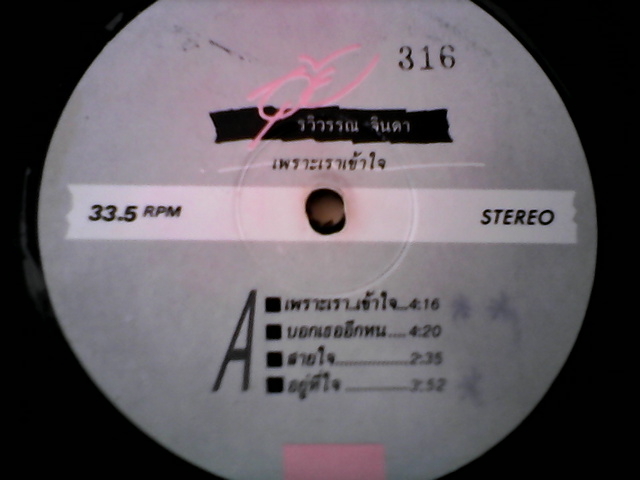 316
รวิวรรณ จินดา
เพราะเราเข้าใจ
33.5 RPM
STEREO
A
เพราะเรา..เข้าใจ...4:16
บอกเธออีกหน.....4:20
สายใจ....................2:35
อยู่ที่ใจ ..................3:52